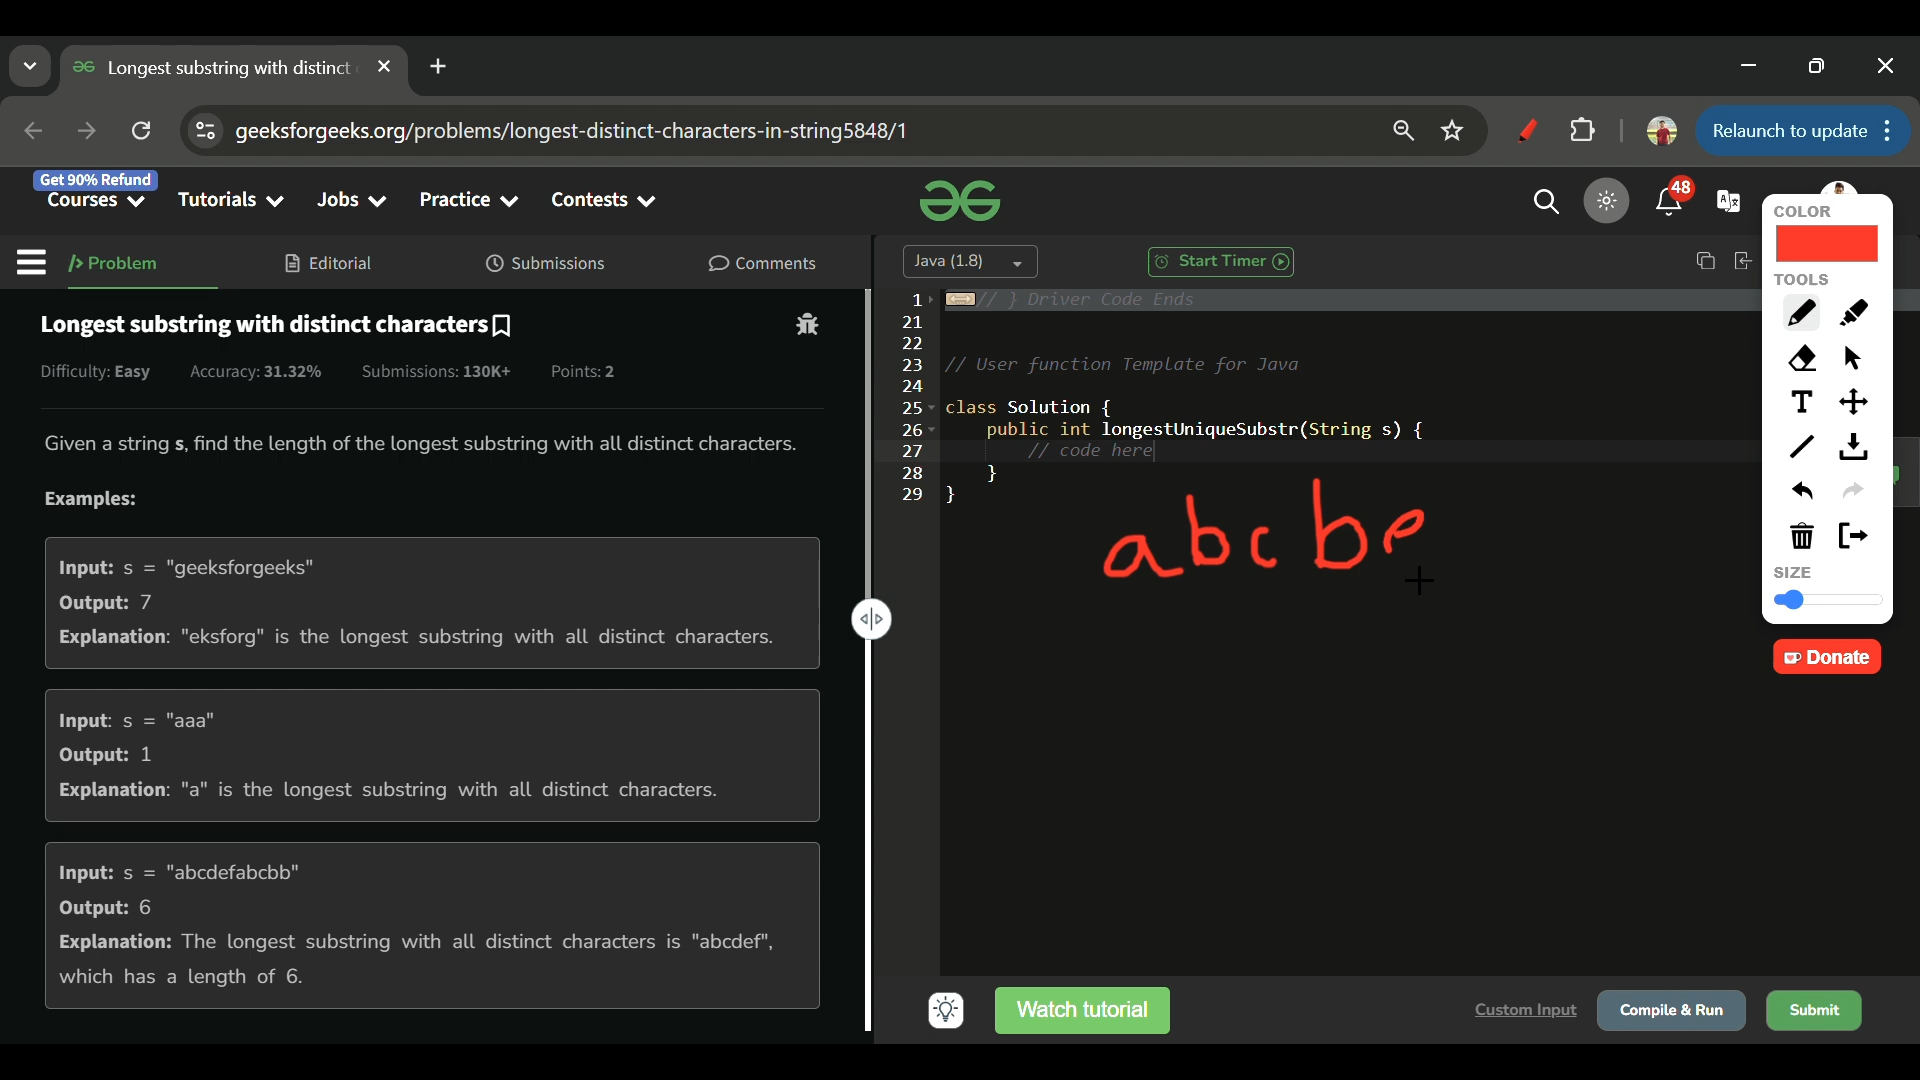 Longest substring with distinct
geeksforgeeks.org/problems/longest-distinct-characters-in-string5848/1
Relaunch to update
Get 90% Refund
Courses Tutorials Jobs Practice Contests
48
COLOR
TOOLS
SIZE
Donate
Problem Editorial Submissions Comments
Java (1.8) Start Timer
Longest substring with distinct characters
Difficulty: Easy Accuracy: 31.32% Submissions: 130K+ Points: 2
Given a string s, find the length of the longest substring with all distinct characters.
Examples:
Input: s = "geeksforgeeks"
Output: 7
Explanation: "eksforg" is the longest substring with all distinct characters.
Input: s = "aaa"
Output: 1
Explanation: "a" is the longest substring with all distinct characters.
Input: s = "abcdefabcbb"
Output: 6
Explanation: The longest substring with all distinct characters is "abcdef",
which has a length of 6.
1 // } Driver Code Ends
21
22
23 // User function Template for Java
24
25 class Solution {
26 public int longestUniqueSubstr(String s) {
27 // code here
28 }
29 }
abcbe
Watch tutorial
Custom Input Compile & Run Submit